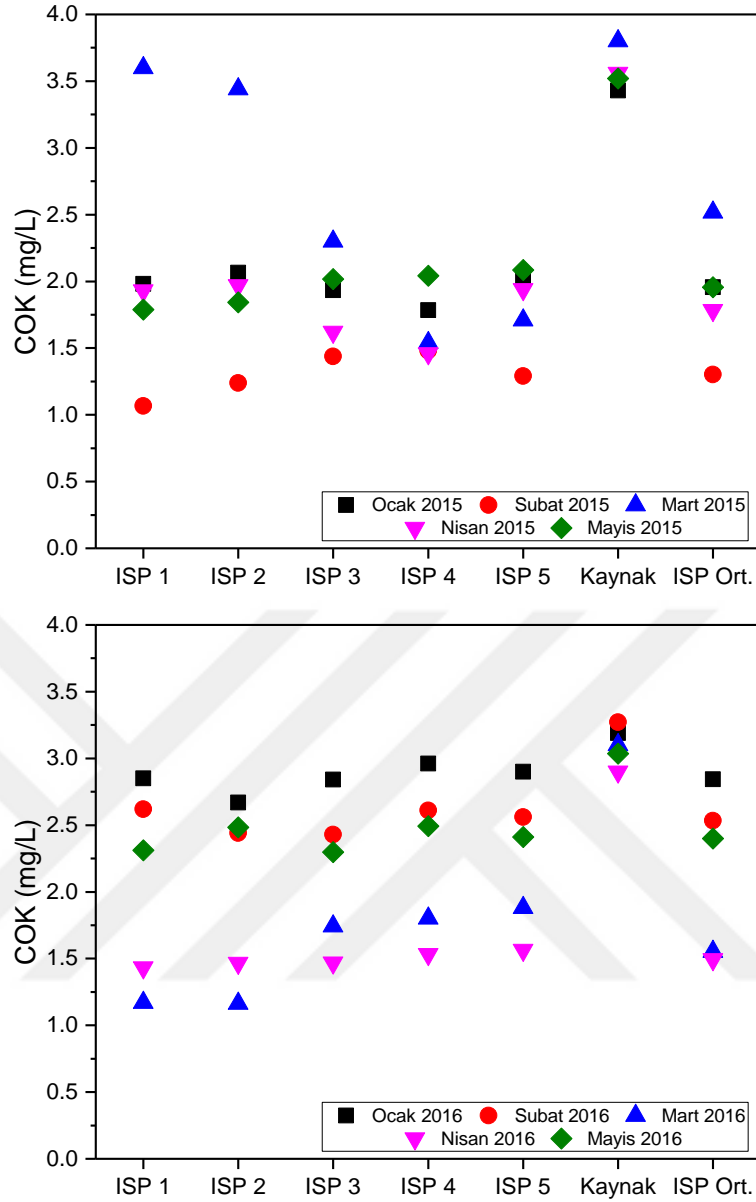 4.0
3.5
3.0
2.5
2.0
1.5
1.0
0.5
0.0
COK (mg/L)
Ocak 2015 Subat 2015 Mart 2015
Nisan 2015 Mayis 2015
ISP 1 ISP 2 ISP 3 ISP 4 ISP 5 Kaynak ISP Ort.
4.0
3.5
3.0
2.5
2.0
1.5
1.0
0.5
0.0
COK (mg/L)
Ocak 2016 Subat 2016 Mart 2016
Nisan 2016 Mayis 2016
ISP 1 ISP 2 ISP 3 ISP 4 ISP 5 Kaynak ISP Ort.